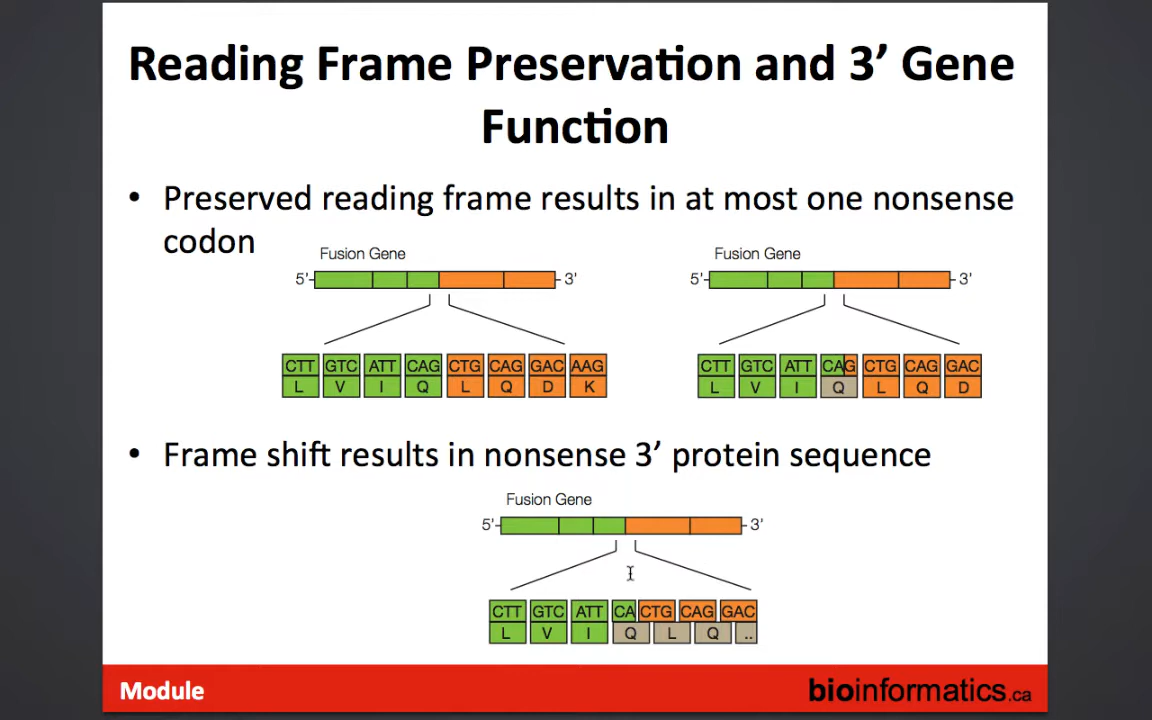 Reading Frame Preservation and 3’ Gene
Function
• Preserved reading frame results in at most one nonsense
codon
Fusion Gene
5’ 3’
CTT GTC ATT CAG CTG CAG GAC AAG
L V I Q L Q D K
Fusion Gene
5’ 3’
CTT GTC ATT CAG CTG CAG GAC
L V I Q L Q D
• Frame shift results in nonsense 3’ protein sequence
Fusion Gene
5’ 3’
CTT GTC ATT CA CTG CAG GAC
L V I Q L Q ..
Module
bioinformatics.ca